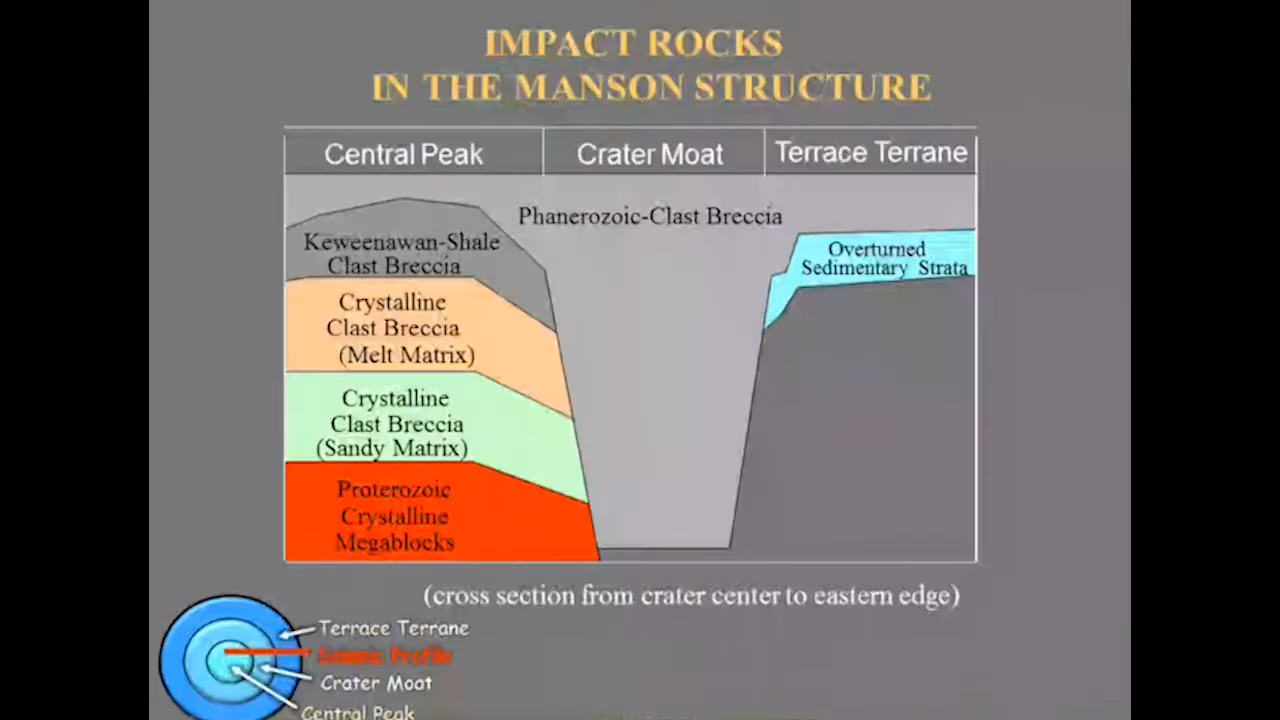 IMPACT ROCKS
IN THE MANSON STRUCTURE
Central Peak
Crater Moat
Terrace Terrane
Phanerozoic-Clast Breccia
Keweenawan-Shale
Clast Breccia
Overturned
Sedimentary Strata
Crystalline
Clast Breccia
(Melt Matrix)
Crystalline
Clast Breccia
(Sandy Matrix)
Proterozoic
Crystalline
Megablocks
(cross section from crater center to eastern edge)
Terrace Terrane
Seismic Profile
Crater Moat
Central Peak